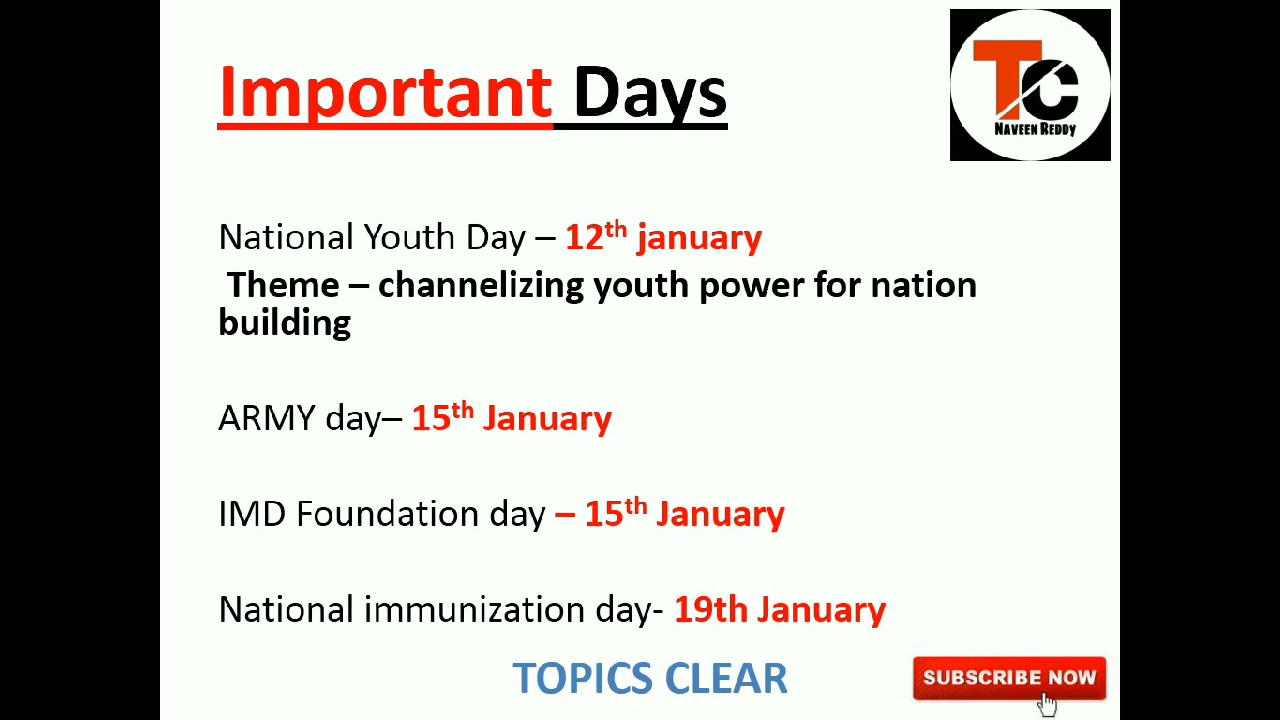 Important Days
TC
NAVEEN REDDY
National Youth Day – 12th january
Theme – channelizing youth power for nation
building
ARMY day– 15th January
IMD Foundation day – 15th January
National immunization day- 19th January
TOPICS CLEAR
SUBSCRIBE NOW